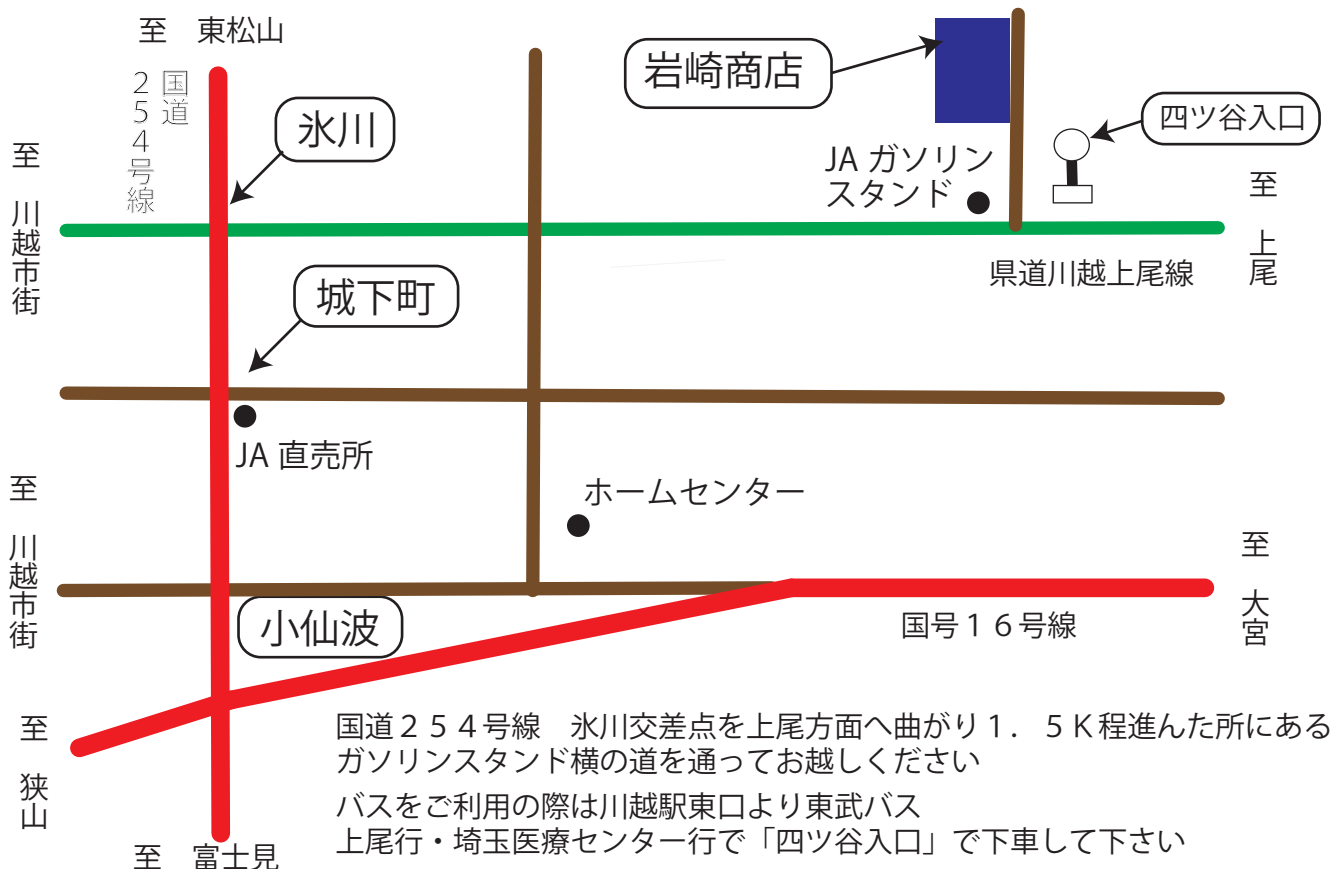 至　東松山
国道
２５４号線
氷川
岩崎商店
四ツ谷入口
JA ガソリン
スタンド
至　川越市街
至　上尾
県道川越上尾線
城下町
JA 直売所
ホームセンター
至　川越市街
至　大宮
小仙波
国号１６号線
至　狭山
国道２５４号線　氷川交差点を上尾方面へ曲がり１．５Ｋ程進んた所にある
ガソリンスタンド横の道を通ってお越しください
バスをご利用の際は川越駅東口より東武バス
上尾行・埼玉医療センター行で「四ツ谷入口」で下車して下さい
至　富士見